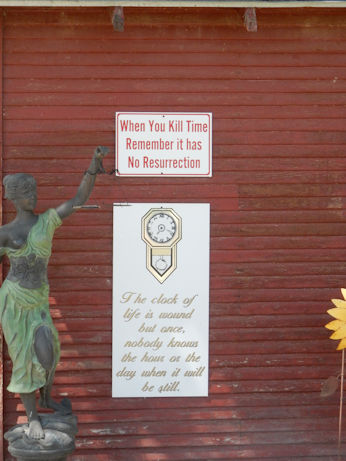 When You Kill Time
Remember it has
No Resurrection
The clock of
life is wound
but once,
nobody knows
the hour or the
day when it will
be still.